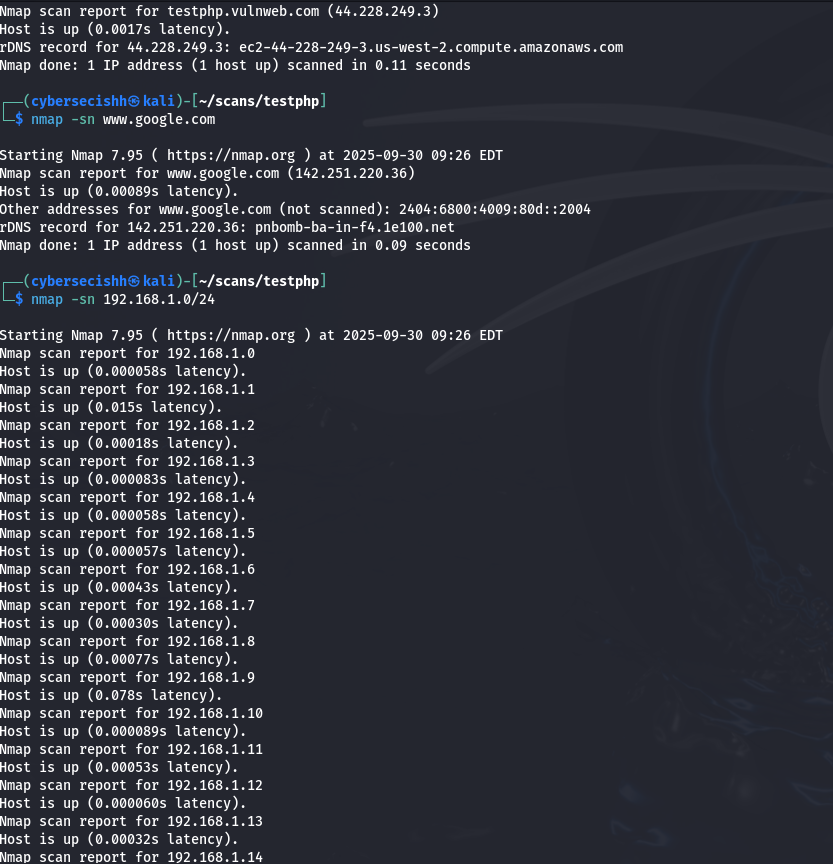 Nmap scan report for testphp.vulnweb.com (44.228.249.3)
Host is up (0.0017s latency).
rDNS record for 44.228.249.3: ec2-44-228-249-3.us-west-2.compute.amazonaws.com
Nmap done: 1 IP address (1 host up) scanned in 0.11 seconds
┌──(cybersecishh㉿kali)-[~/scans/testphp]
└─$ nmap -sn www.google.com
Starting Nmap 7.95 ( https://nmap.org ) at 2025-09-30 09:26 EDT
Nmap scan report for www.google.com (142.251.220.36)
Host is up (0.00089s latency).
Other addresses for www.google.com (not scanned): 2404:6800:4009:80d::2004
rDNS record for 142.251.220.36: pnbomb-ba-in-f4.1e100.net
Nmap done: 1 IP address (1 host up) scanned in 0.09 seconds
┌──(cybersecishh㉿kali)-[~/scans/testphp]
└─$ nmap -sn 192.168.1.0/24
Starting Nmap 7.95 ( https://nmap.org ) at 2025-09-30 09:26 EDT
Nmap scan report for 192.168.1.0
Host is up (0.000058s latency).
Nmap scan report for 192.168.1.1
Host is up (0.015s latency).
Nmap scan report for 192.168.1.2
Host is up (0.00018s latency).
Nmap scan report for 192.168.1.3
Host is up (0.000083s latency).
Nmap scan report for 192.168.1.4
Host is up (0.000058s latency).
Nmap scan report for 192.168.1.5
Host is up (0.000057s latency).
Nmap scan report for 192.168.1.6
Host is up (0.00043s latency).
Nmap scan report for 192.168.1.7
Host is up (0.00030s latency).
Nmap scan report for 192.168.1.8
Host is up (0.00077s latency).
Nmap scan report for 192.168.1.9
Host is up (0.078s latency).
Nmap scan report for 192.168.1.10
Host is up (0.000089s latency).
Nmap scan report for 192.168.1.11
Host is up (0.00053s latency).
Nmap scan report for 192.168.1.12
Host is up (0.000060s latency).
Nmap scan report for 192.168.1.13
Host is up (0.00032s latency).
Nmap scan report for 192.168.1.14